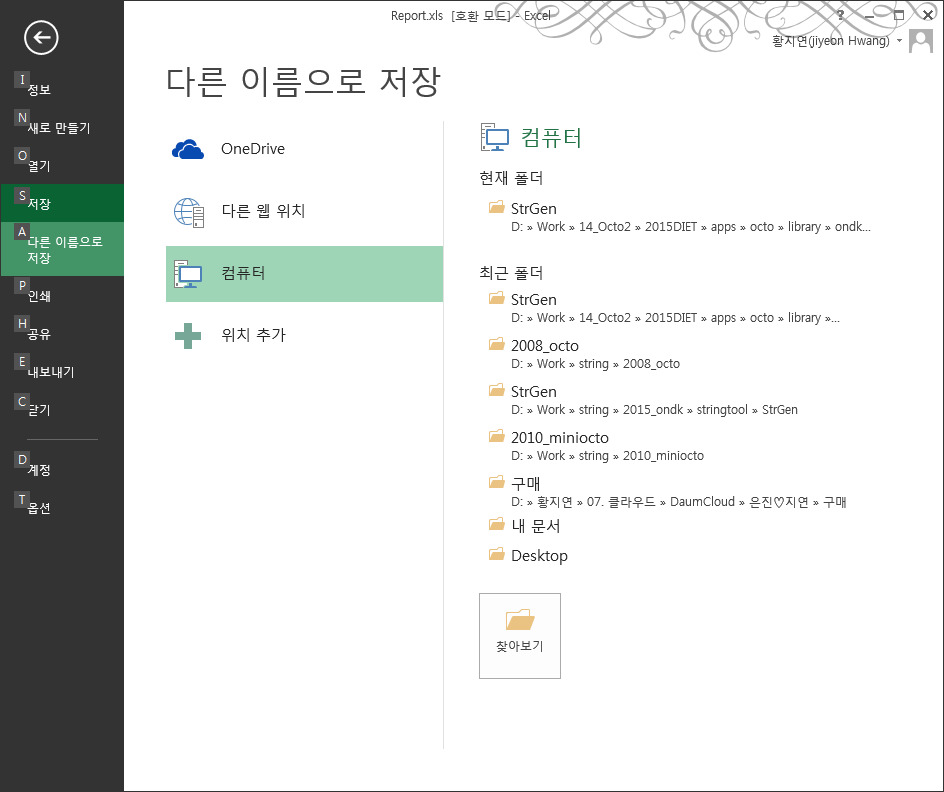 Report.xls [호환 모드] - Excel
?
황지연(jiyeon Hwang)
I
정보
N
새로 만들기
O
열기
S
저장
A
다른 이름으로
저장
P
인쇄
H
공유
E
내보내기
C
닫기
D
계정
T
옵션
다른 이름으로 저장
OneDrive
다른 웹 위치
컴퓨터
위치 추가
컴퓨터
현재 폴더
StrGen
D: » Work » 14_Octo2 » 2015DIET » apps » octo » library » ondk...
최근 폴더
StrGen
D: » Work » 14_Octo2 » 2015DIET » apps » octo » library »...
2008_octo
D: » Work » string » 2008_octo
StrGen
D: » Work » string » 2015_ondk » stringtool » StrGen
2010_miniocto
D: » Work » string » 2010_miniocto
구매
D: » 황지연 » 07. 클라우드 » DaumCloud » 은진♡지연 » 구매
내 문서
Desktop
찾아보기